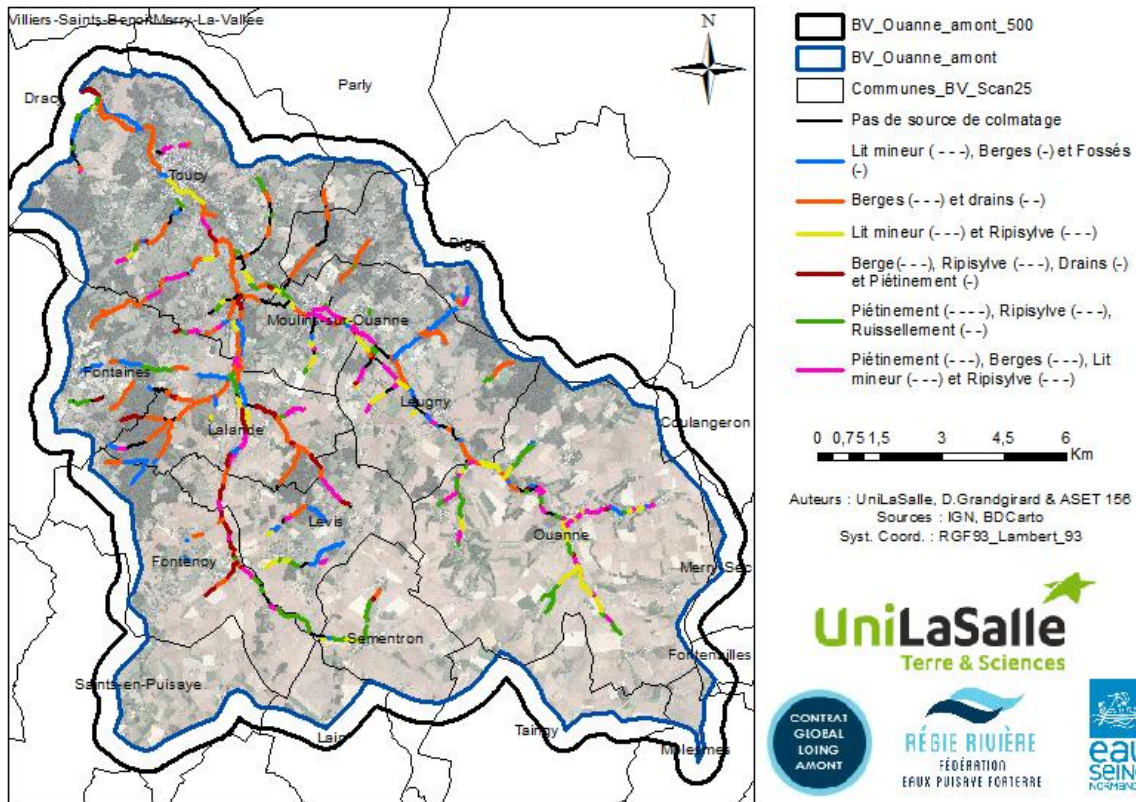 Villiers-Saints-Benoit Merry-La-Vallée
N
Parly
Dracy
Toucy
Diges
Moulins-sur-Ouanne
Fontaines
Leugny
Coulangeron
Lalande
Levis
Ouanne
Fontenoy
Merry-Sec
Sementron
Fontenailles
Saints-en-Puisaye
Lain
Taingy
Molesmes
BV_Ouanne_amont_500
BV_Ouanne_amont
Communes_BV_Scan25
Pas de source de colmatage
Lit mineur (- - -), Berges (-) et Fossés
(-)
Berges (- - -) et drains (- -)
Lit mineur (- - -) et Ripisylve (- - -)
Berge(- - -), Ripisylve (- - -), Drains (-)
et Piétinement (-)
Piétinement (- - - -), Ripisylve (- - -),
Ruissellement (- -)
Piétinement (- - -), Berges (- - -), Lit
mineur (- - -) et Ripisylve (- - -)
0 0,75 1,5 3 4,5 6
Km
Auteurs : UniLaSalle, D.Grandgirard & ASET 156
Sources : IGN, BDCarto
Syst. Coord. : RGF93_Lambert_93
UniLaSalle
Terre & Sciences
CONTRAT
GLOBAL
LOING
AMONT
RÉGIE RIVIÈRE
FÉDÉRATION
EAUX PUISAYE FORTERRE
eau
SEINE
NORMAND